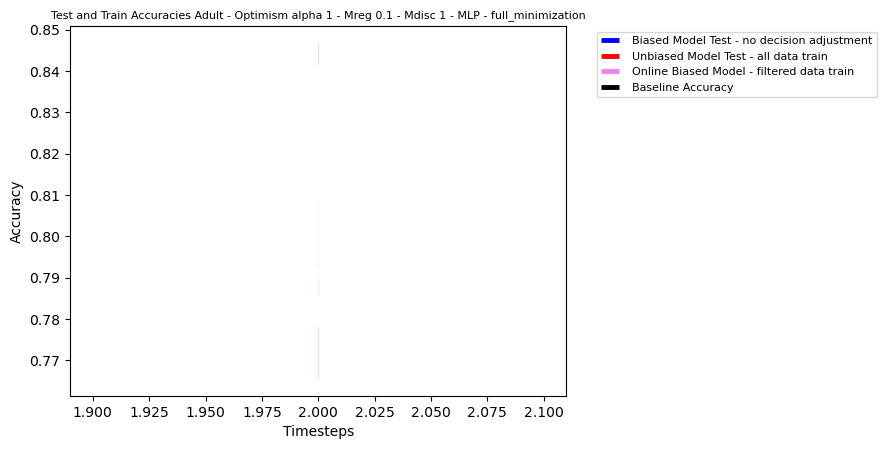 Test and Train Accuracies Adult - Optimism alpha 1 - Mreg 0.1 - Mdisc 1 - MLP - full_minimization
0.85
0.84
0.83
0.82
0.81
0.80
0.79
0.78
0.77
Accuracy
1.900 1.925 1.950 1.975 2.000 2.025 2.050 2.075 2.100
Timesteps
Biased Model Test - no decision adjustment
Unbiased Model Test - all data train
Online Biased Model - filtered data train
Baseline Accuracy